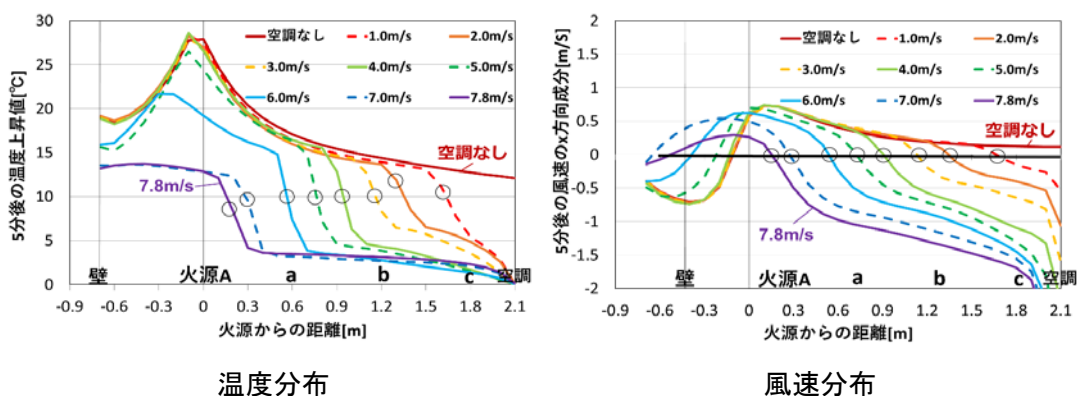 5分後の温度上昇値[℃]
30
25
20
15
10
5
0
空調なし
1.0m/s
2.0m/s
3.0m/s
4.0m/s
5.0m/s
6.0m/s
7.0m/s
7.8m/s
空調なし
7.8m/s
壁 火源A a b c 空調
-0.9 -0.6 -0.3 0 0.3 0.6 0.9 1.2 1.5 1.8 2.1
火源からの距離[m]
温度分布
5分後の風速のx方向成分[m/S]
2
1.5
1
0.5
0
-0.5
-1
-1.5
-2
空調なし
1.0m/s
2.0m/s
3.0m/s
4.0m/s
5.0m/s
6.0m/s
7.0m/s
7.8m/s
空調なし
7.8m/s
壁 火源A a b c 空調
-0.9 -0.6 -0.3 0 0.3 0.6 0.9 1.2 1.5 1.8 2.1
火源からの距離[m]
風速分布